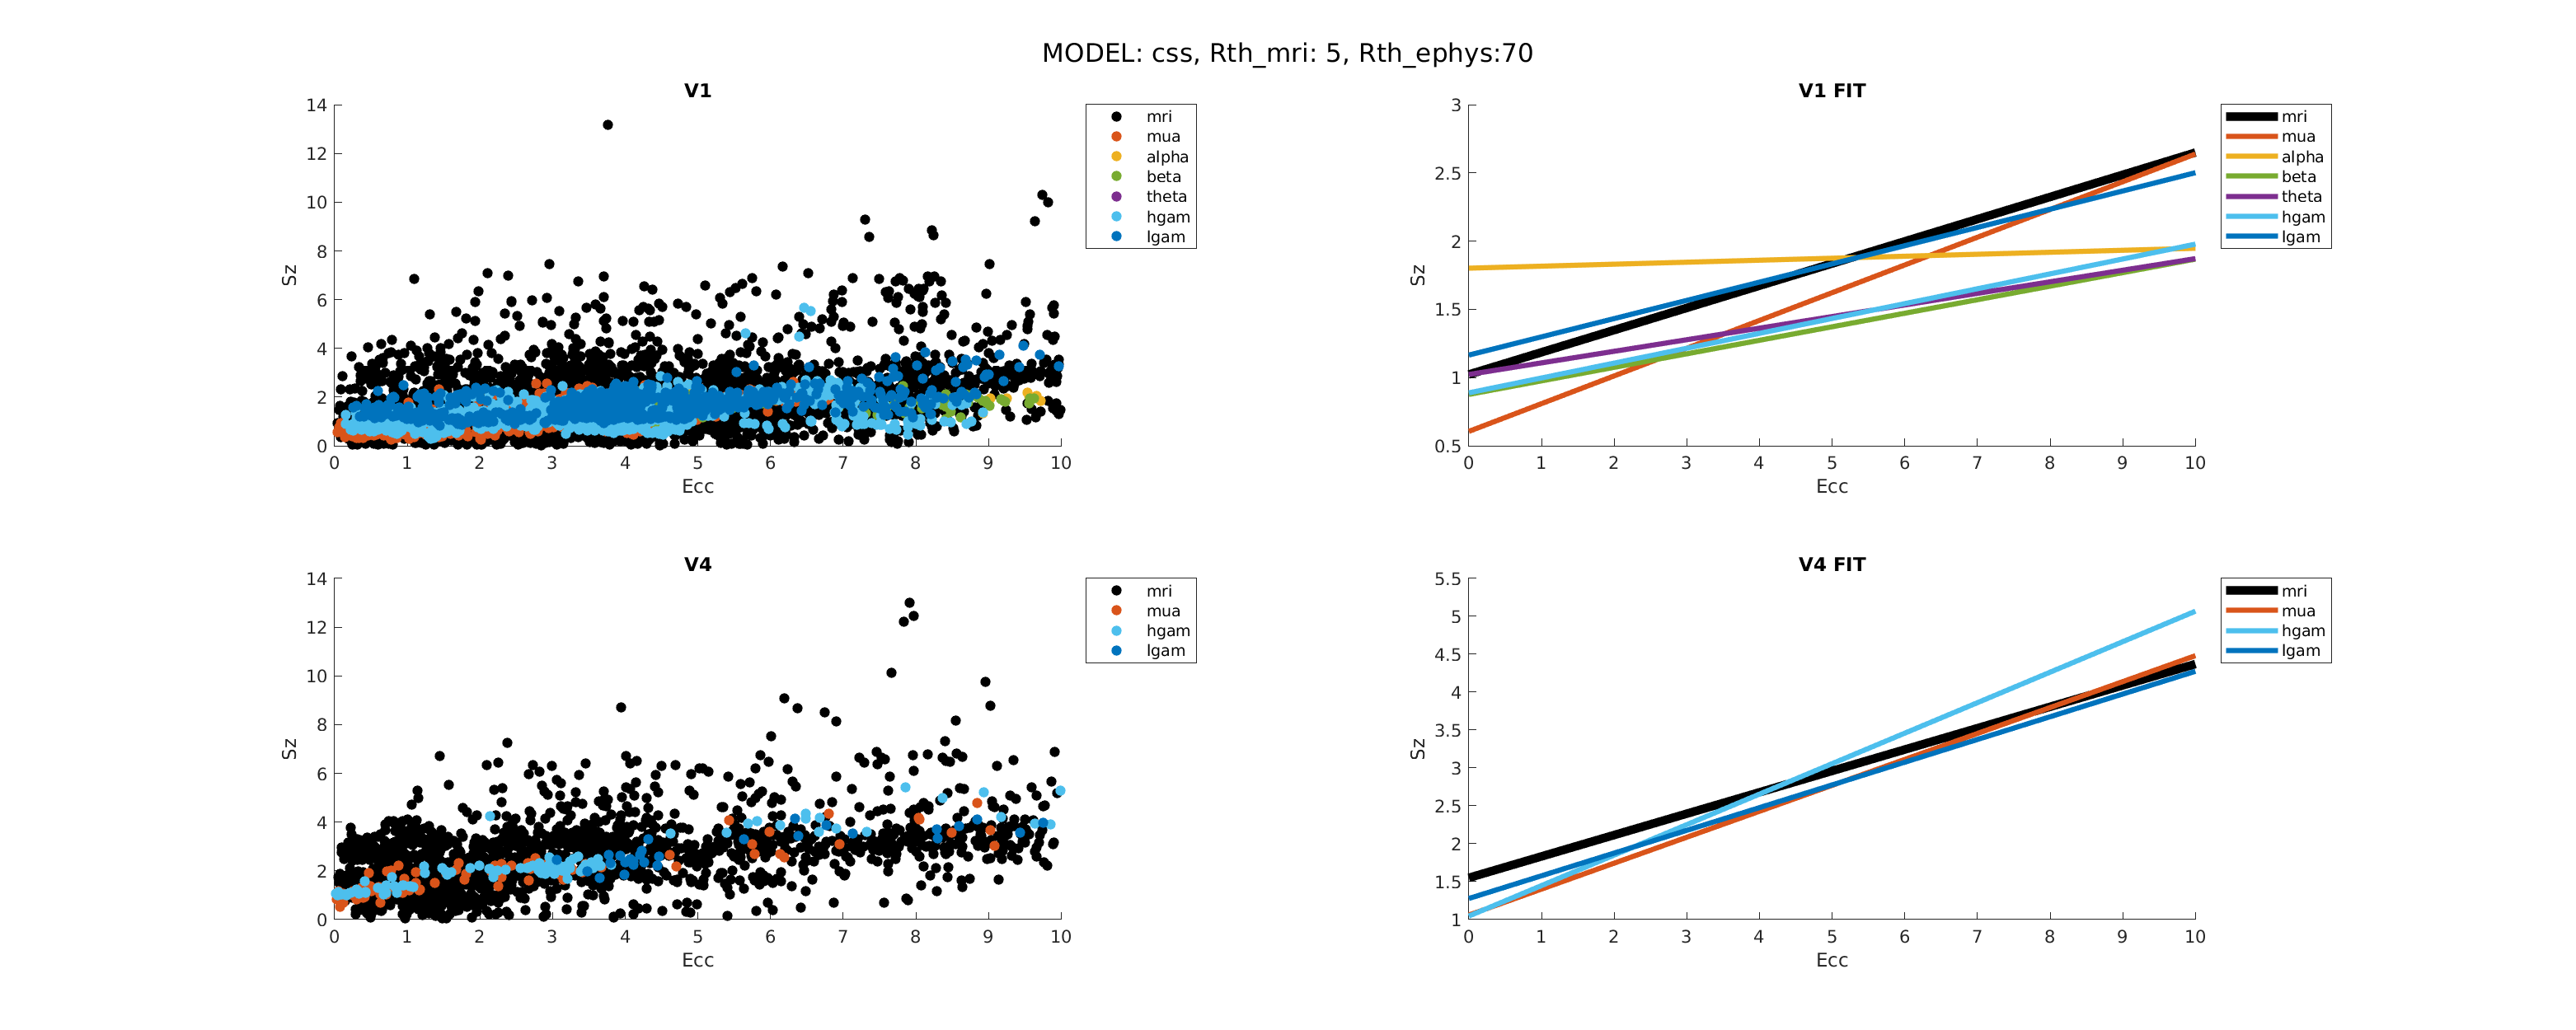 MODEL: css, Rth_mri: 5, Rth_ephys:70
V1
14
12
10
8
6
4
2
0
Sz
0 1 2 3 4 5 6 7 8 9 10
Ecc
mri
mua
alpha
beta
theta
hgam
lgam
V1 FIT
3
2.5
2
1.5
1
0.5
Sz
0 1 2 3 4 5 6 7 8 9 10
Ecc
mri
mua
alpha
beta
theta
hgam
lgam
V4
14
12
10
8
6
4
2
0
Sz
0 1 2 3 4 5 6 7 8 9 10
Ecc
mri
mua
hgam
lgam
V4 FIT
5.5
5
4.5
4
3.5
3
2.5
2
1.5
1
Sz
0 1 2 3 4 5 6 7 8 9 10
Ecc
mri
mua
hgam
lgam